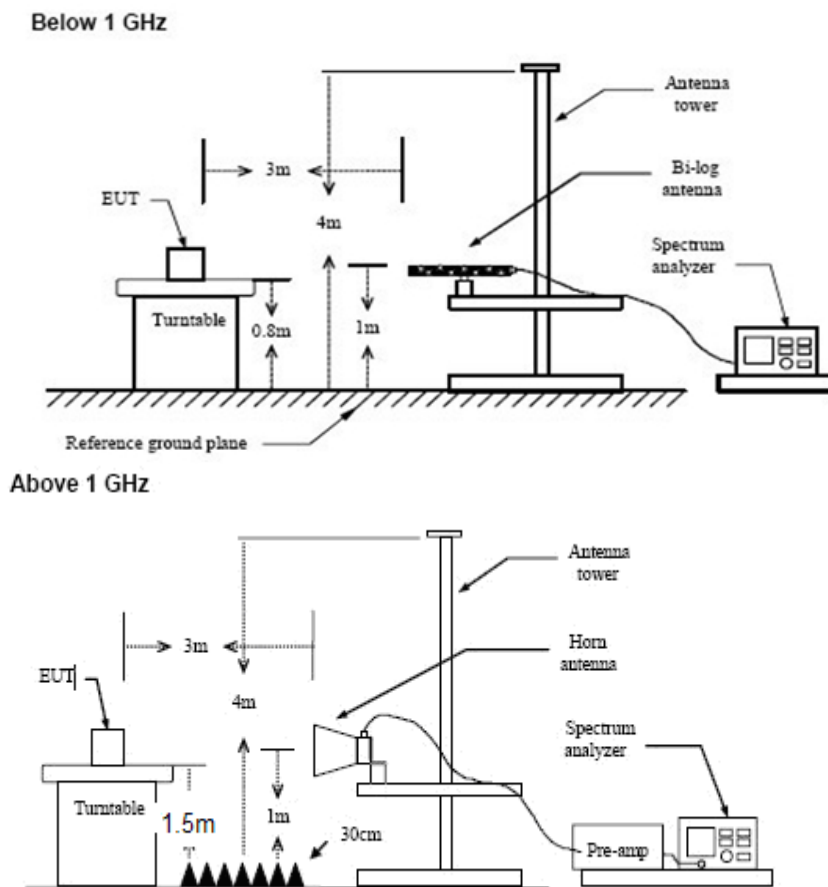 Below 1 GHz
Antenna
tower
3m
Bi-log
antenna
EUT
4m
Spectrum
analyzer
Turntable
0.8m
1m
Reference ground plane
Above 1 GHz
Antenna
tower
3m
Horn
antenna
EUT
4m
Spectrum
analyzer
Turntable
1.5m
1m
30cm
Pre-amp